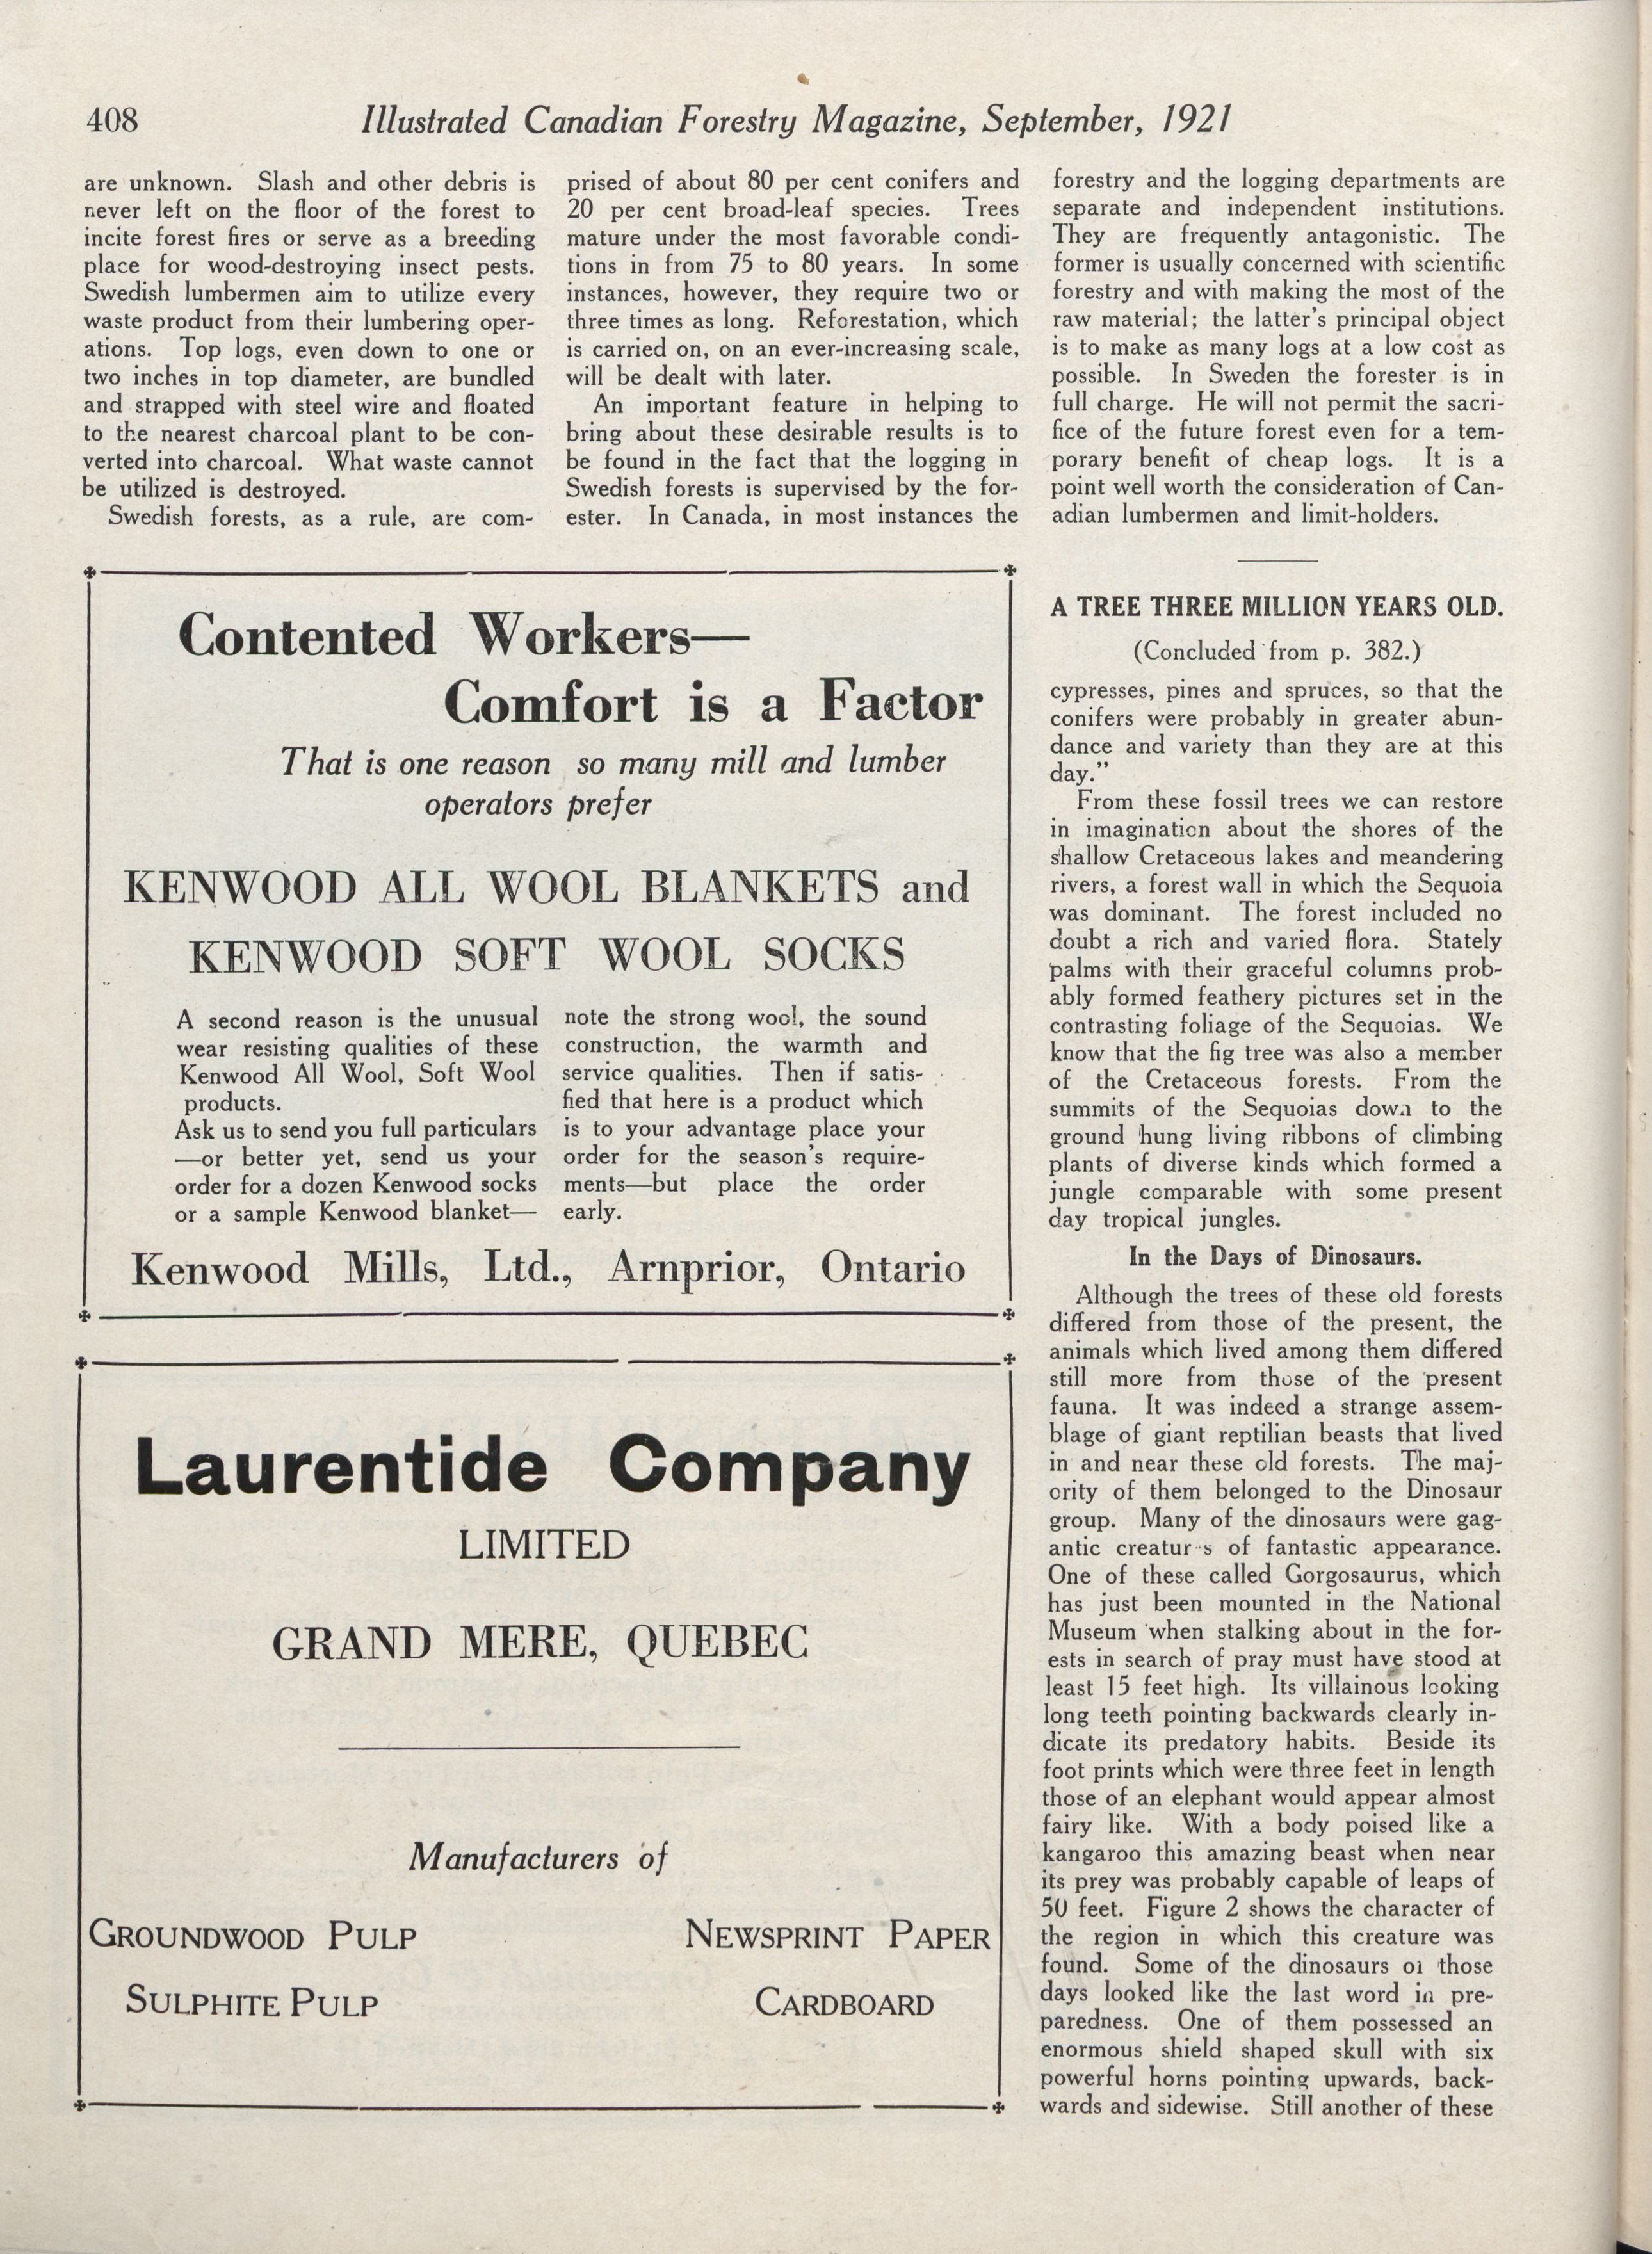 408
Illustrated Canadian Forestry Magazine, September, 1921
are unknown. Slash and other debris is
never left on the floor of the forest to
incite forest fires or serve as a breeding
place for wood-destroying insect pests.
Swedish lumbermen aim to utilize every
waste product from their lumbering oper-
ations. Top logs, even down to one or
two inches in top diameter, are bundled
and strapped with steel wire and floated
to the nearest charcoal plant to be con-
verted into charcoal. What waste cannot
be utilized is destroyed.
Swedish forests, as a rule, are com-
prised of about 80 per cent conifers and
20 per cent broad-leaf species. Trees
mature under the most favorable condi-
tions in from 75 to 80 years. In some
instances, however, they require two or
three times as long. Reforestation, which
is carried on, on an ever-increasing scale,
will be dealt with later.
An important feature in helping to
bring about these desirable results is to
be found in the fact that the logging in
Swedish forests is supervised by the for-
ester. In Canada, in most instances the
forestry and the logging departments are
separate and independent institutions.
They are frequently antagonistic. The
former is usually concerned with scientific
forestry and with making the most of the
raw material; the latter's principal object
is to make as many logs at a low cost as
possible. In Sweden the forester is in
full charge. He will not permit the sacri-
fice of the future forest even for a tem-
porary benefit of cheap logs. It is a
point well worth the consideration of Can-
adian lumbermen and limit-holders.
Contented Workers—
Comfort is a Factor
That is one reason so many mill and lumber
operators prefer
KENWOOD ALL WOOL BLANKETS and
KENWOOD SOFT WOOL SOCKS
A second reason is the unusual
wear resisting qualities of these
Kenwood All Wool, Soft Wool
products.
Ask us to send you full particulars
—or better yet, send us your
order for a dozen Kenwood socks
or a sample Kenwood blanket—
note the strong wool, the sound
construction, the warmth and
service qualities. Then if satis-
fied that here is a product which
is to your advantage place your
order for the season's require-
ments—but place the order
early.
Kenwood Mills, Ltd., Arnprior, Ontario
Laurentide Company
LIMITED
GRAND MERE, QUEBEC
Manufacturers of
GROUNDWOOD PULP
NEWSPRINT PAPER
SULPHITE PULP
CARDBOARD
A TREE THREE MILLION YEARS OLD.
(Concluded from p. 382.)
cypresses, pines and spruces, so that the
conifers were probably in greater abun-
dance and variety than they are at this
day."
From these fossil trees we can restore
in imagination about the shores of the
shallow Cretaceous lakes and meandering
rivers, a forest wall in which the Sequoia
was dominant. The forest included no
doubt a rich and varied flora. Stately
palms with their graceful columns prob-
ably formed feathery pictures set in the
contrasting foliage of the Sequoias. We
know that the fig tree was also a member
of the Cretaceous forests. From the
summits of the Sequoias down to the
ground hung living ribbons of climbing
plants of diverse kinds which formed a
jungle comparable with some present
day tropical jungles.
In the Days of Dinosaurs.
Although the trees of these old forests
differed from those of the present, the
animals which lived among them differed
still more from those of the present
fauna. It was indeed a strange assem-
blage of giant reptilian beasts that lived
in and near these old forests. The maj-
ority of them belonged to the Dinosaur
group. Many of the dinosaurs were gag-
antic creatures of fantastic appearance.
One of these called Gorgosaurus, which
has just been mounted in the National
Museum when stalking about in the for-
ests in search of pray must have stood at
least 15 feet high. Its villainous looking
long teeth pointing backwards clearly in-
dicate its predatory habits. Beside its
foot prints which were three feet in length
those of an elephant would appear almost
fairy like. With a body poised like a
kangaroo this amazing beast when near
its prey was probably capable of leaps of
50 feet. Figure 2 shows the character of
the region in which this creature was
found. Some of the dinosaurs of those
days looked like the last word in pre-
paredness. One of them possessed an
enormous shield shaped skull with six
powerful horns pointing upwards, back-
wards and sidewise. Still another of these